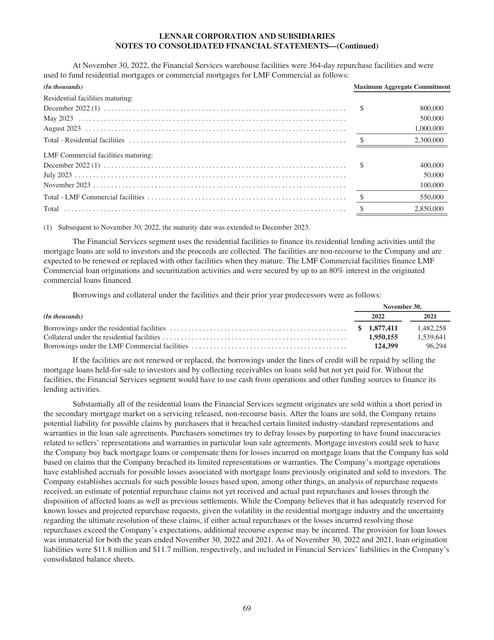 LENNAR CORPORATION AND SUBSIDIARIES
NOTES TO CONSOLIDATED FINANCIAL STATEMENTS—(Continued)
At November 30, 2022, the Financial Services warehouse facilities were 364-day repurchase facilities and were
used to fund residential mortgages or commercial mortgages for LMF Commercial as follows:
(In thousands) Maximum Aggregate Commitment
Residential facilities maturing:
December 2022 (1) $ 800,000
May 2023 500,000
August 2023 1,000,000
Total - Residential facilities $ 2,300,000
LMF Commercial facilities maturing:
December 2022 (1) $ 400,000
July 2023 50,000
November 2023 100,000
Total - LMF Commercial facilities $ 550,000
Total $ 2,850,000
(1) Subsequent to November 30, 2022, the maturity date was extended to December 2023.
The Financial Services segment uses the residential facilities to finance its residential lending activities until the
mortgage loans are sold to investors and the proceeds are collected. The facilities are non-recourse to the Company and are
expected to be renewed or replaced with other facilities when they mature. The LMF Commercial facilities finance LMF
Commercial loan originations and securitization activities and were secured by up to an 80% interest in the originated
commercial loans financed.
Borrowings and collateral under the facilities and their prior year predecessors were as follows:
November 30,
(In thousands) 2022 2021
Borrowings under the residential facilities $ 1,877,411 1,482,258
Collateral under the residential facilities 1,950,155 1,539,641
Borrowings under the LMF Commercial facilities 124,399 96,294
If the facilities are not renewed or replaced, the borrowings under the lines of credit will be repaid by selling the
mortgage loans held-for-sale to investors and by collecting receivables on loans sold but not yet paid for. Without the
facilities, the Financial Services segment would have to use cash from operations and other funding sources to finance its
lending activities.
Substantially all of the residential loans the Financial Services segment originates are sold within a short period in
the secondary mortgage market on a servicing released, non-recourse basis. After the loans are sold, the Company retains
potential liability for possible claims by purchasers that it breached certain limited industry-standard representations and
warranties in the loan sale agreements. Purchasers sometimes try to defray losses by purporting to have found inaccuracies
related to sellers' representations and warranties in particular loan sale agreements. Mortgage investors could seek to have
the Company buy back mortgage loans or compensate them for losses incurred on mortgage loans that the Company has sold
based on claims that the Company breached its limited representations or warranties. The Company's mortgage operations
have established accruals for possible losses associated with mortgage loans previously originated and sold to investors. The
Company establishes accruals for such possible losses based upon, among other things, an analysis of repurchase requests
received, an estimate of potential repurchase claims not yet received and actual past repurchases and losses through the
disposition of affected loans as well as previous settlements. While the Company believes that it has adequately reserved for
known losses and projected repurchase requests, given the volatility in the residential mortgage industry and the uncertainty
regarding the ultimate resolution of these claims, if either actual repurchases or the losses incurred resolving those
repurchases exceed the Company's expectations, additional recourse expense may be incurred. The provision for loan losses
was immaterial for both the years ended November 30, 2022 and 2021. As of November 30, 2022 and 2021, loan origination
liabilities were $11.8 million and $11.7 million, respectively, and included in Financial Services' liabilities in the Company's
consolidated balance sheets.
69